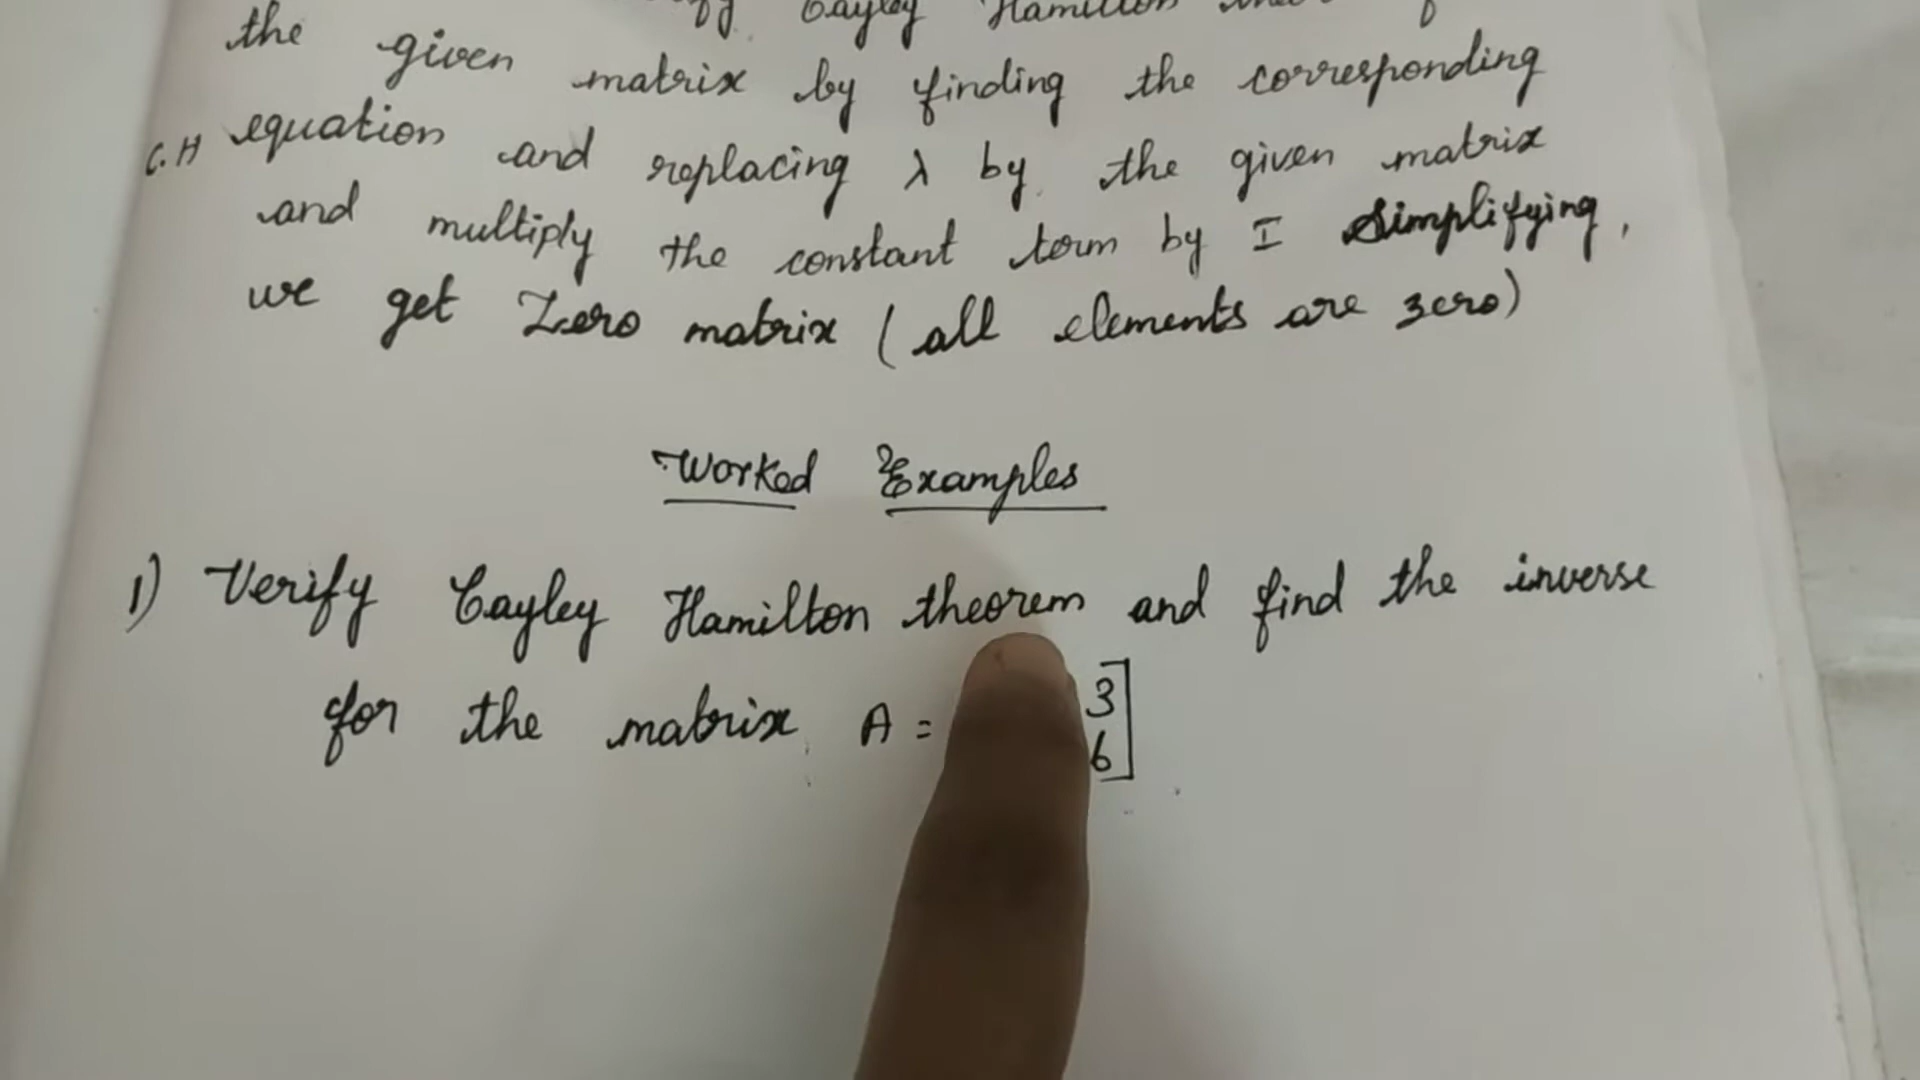 Cayley Hamilton
the given matrix by finding the corresponding
C.H equation and replacing λ by the given matrix
and multiply the constant term by I Simplifying,
we get Zero matrix (all elements are zero)
Worked Examples
1) Verify Cayley Hamilton theorem and find the inverse
for the matrix A = 3]
6]